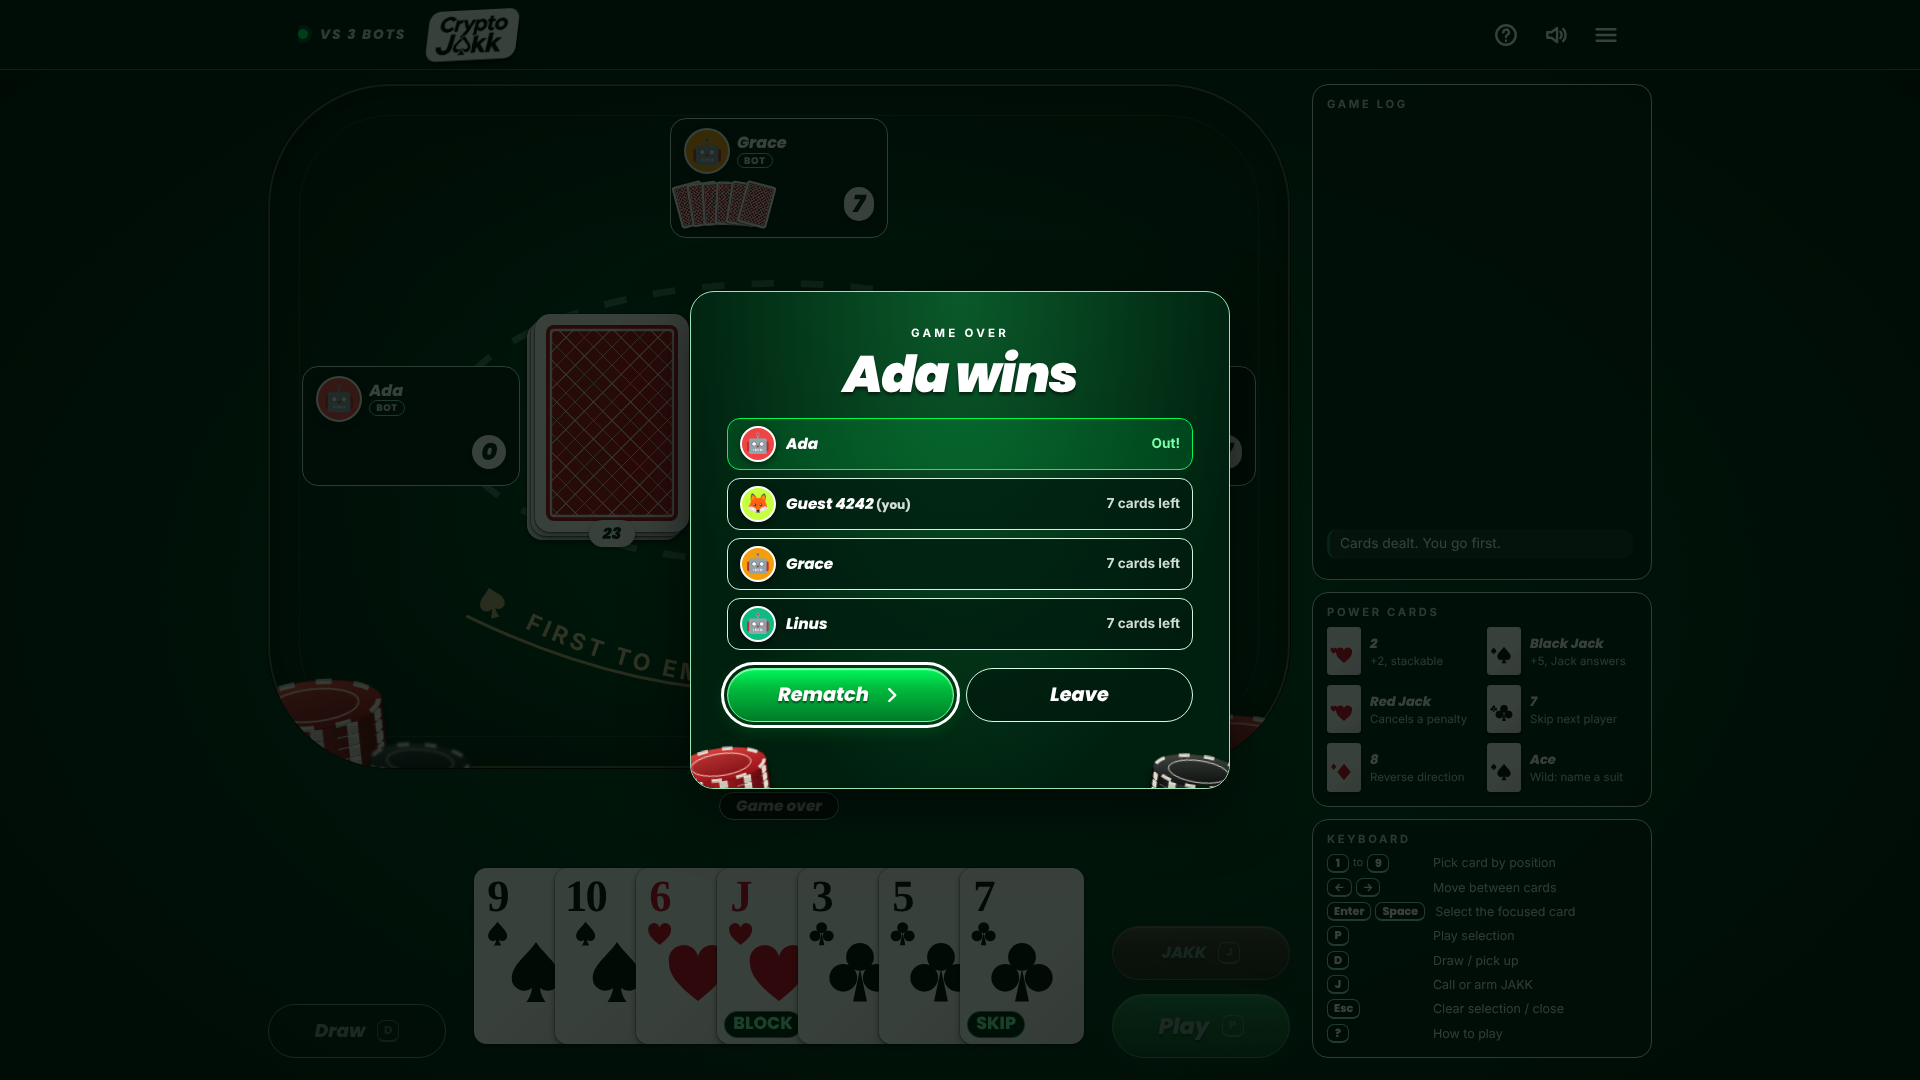 VS 3 BOTS
Crypto Jakk
Grace
BOT
7
Ada
BOT
0
23
FIRST TO EM
GAME OVER
Ada wins
Ada Out!
Guest 4242 (you) 7 cards left
Grace 7 cards left
Linus 7 cards left
Rematch
Leave
Game over
9
10
6
J
3
5
7
BLOCK
SKIP
Draw D
JAKK J
Play P
GAME LOG
Cards dealt. You go first.
POWER CARDS
2
+2, stackable
Black Jack
+5, Jack answers
Red Jack
Cancels a penalty
7
Skip next player
8
Reverse direction
Ace
Wild: name a suit
KEYBOARD
1 to 9 Pick card by position
← → Move between cards
Enter Space Select the focused card
P Play selection
D Draw / pick up
J Call or arm JAKK
Esc Clear selection / close
? How to play